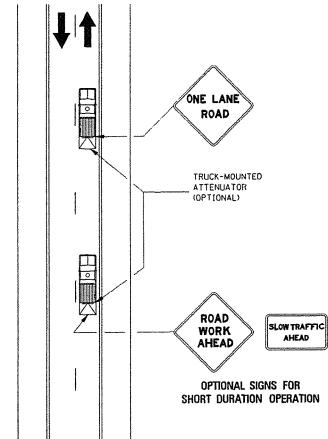 ONE LANE
ROAD
TRUCK-MOUNTED
ATTENUATOR
(OPTIONAL)
ROAD
WORK
AHEAD
SLOW TRAFFIC
AHEAD
OPTIONAL SIGNS FOR
SHORT DURATION OPERATION